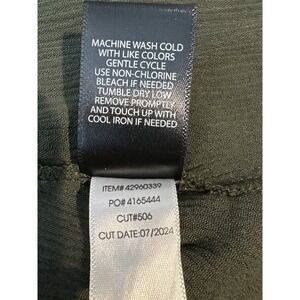 MACHINE WASH COLD
WITH LIKE COLORS
GENTLE CYCLE
USE NON-CHLORINE
BLEACH IF NEEDED
TUMBLE DRY LOW
REMOVE PROMPTLY
AND TOUCH UP WITH
COOL IRON IF NEEDED
ITEM# 42960339
PO# 4165444
CUT#506
CUT DATE:07/2024